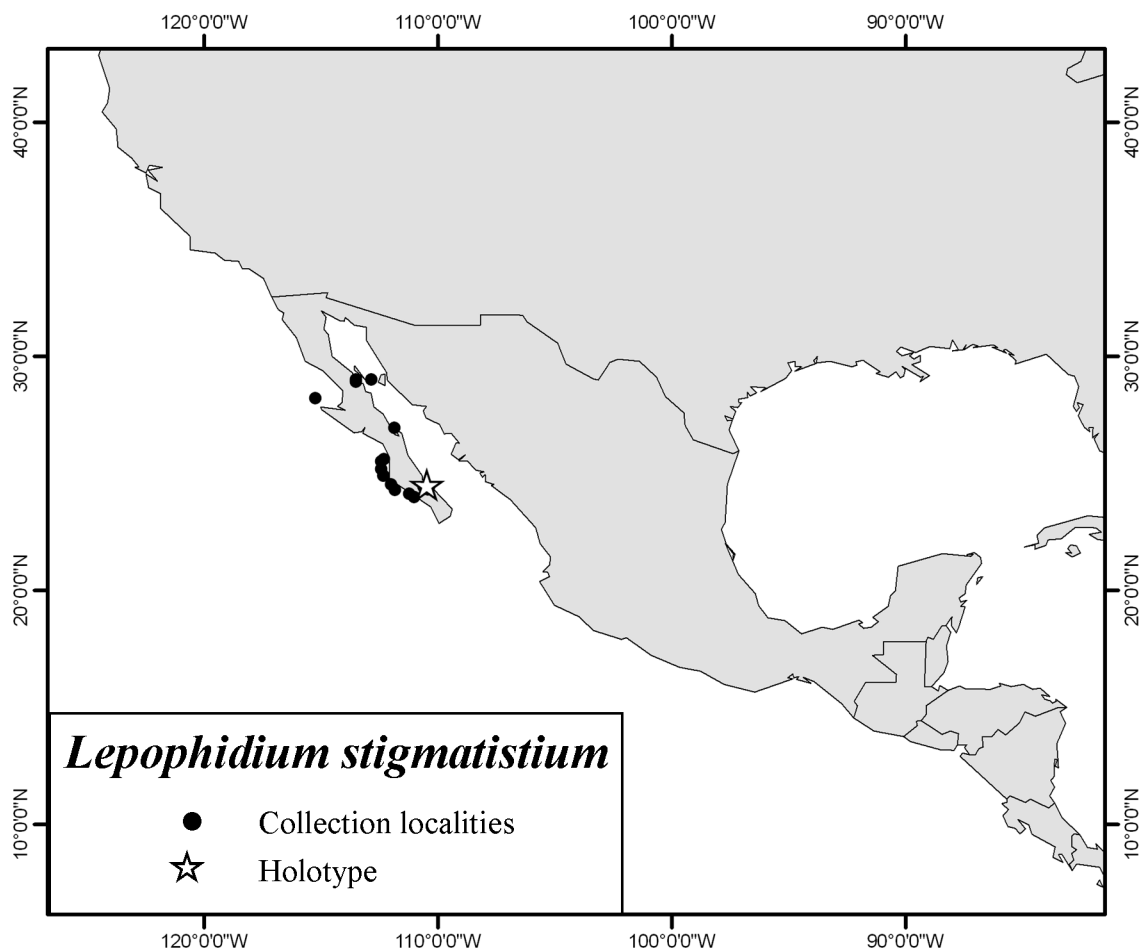 120°0'0"W 110°0'0"W 100°0'0"W 90°0'0"W
40°0'0"N 40°0'0"N
30°0'0"N 30°0'0"N
20°0'0"N 20°0'0"N
Lepophidium stigmatistium
Collection localities
10°0'0"N 10°0'0"N
Holotype
120°0'0"W 110°0'0"W 100°0'0"W 90°0'0"W